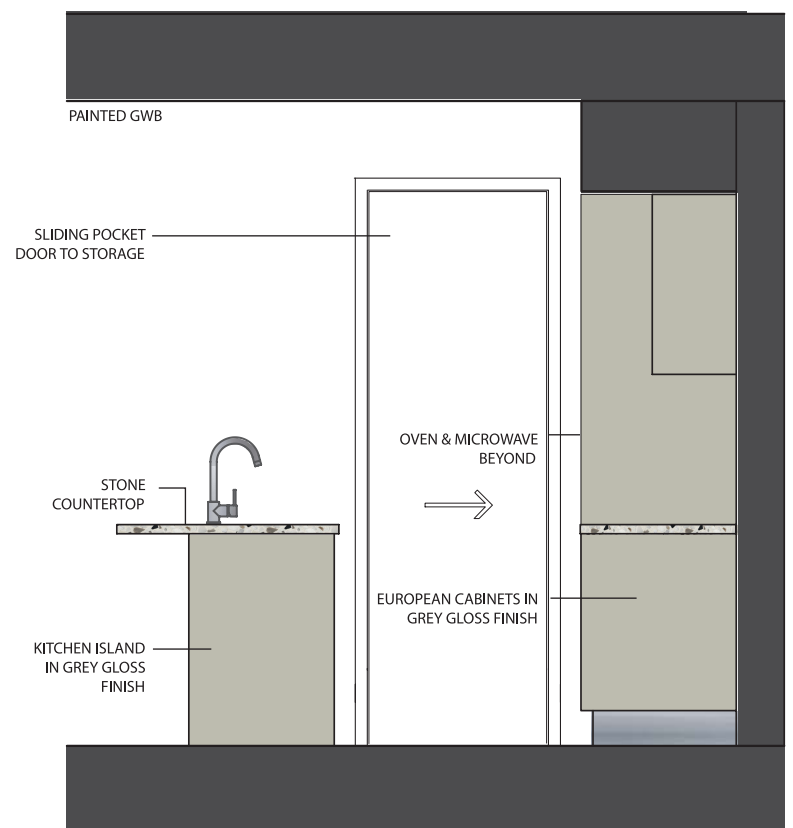 PAINTED GWB
SLIDING POCKET
DOOR TO STORAGE
OVEN & MICROWAVE
BEYOND
STONE
COUNTERTOP
EUROPEAN CABINETS IN
GREY GLOSS FINISH
KITCHEN ISLAND
IN GREY GLOSS
FINISH